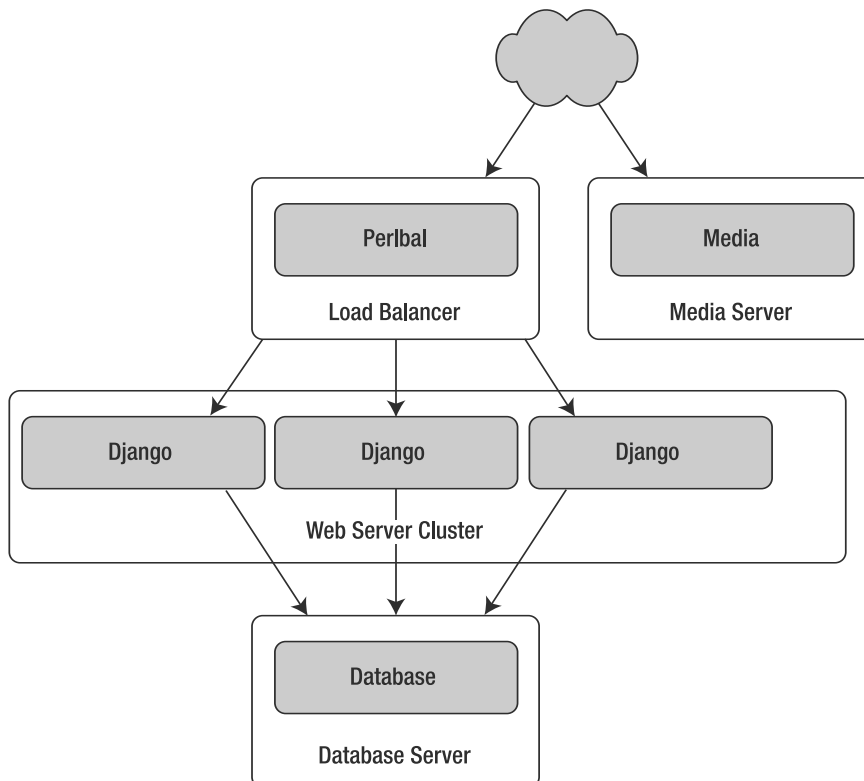 Perlbal
Media
Load Balancer
Media Server
Django
Django
Django
Web Server Cluster
Database
Database Server